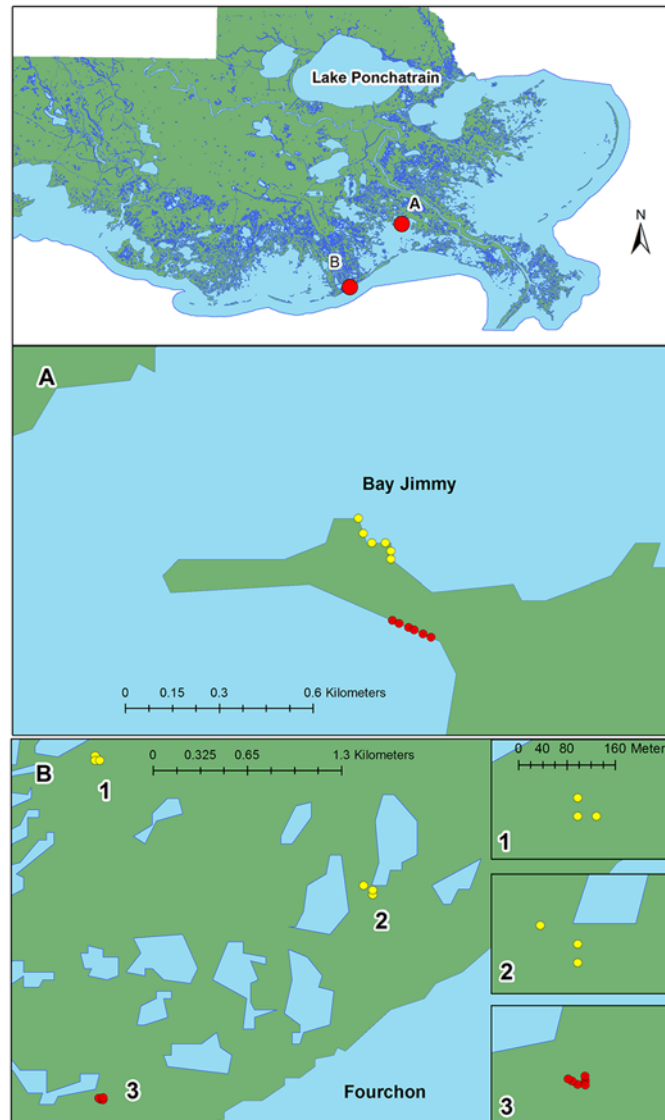 Lake Ponchatrain
A
N
B
A
Bay Jimmy
0 0.15 0.3 0.6 Kilometers
B
0 0.325 0.65 1.3 Kilometers
1
2
3
Fourchon
0 40 80 160 Meter
1
2
3